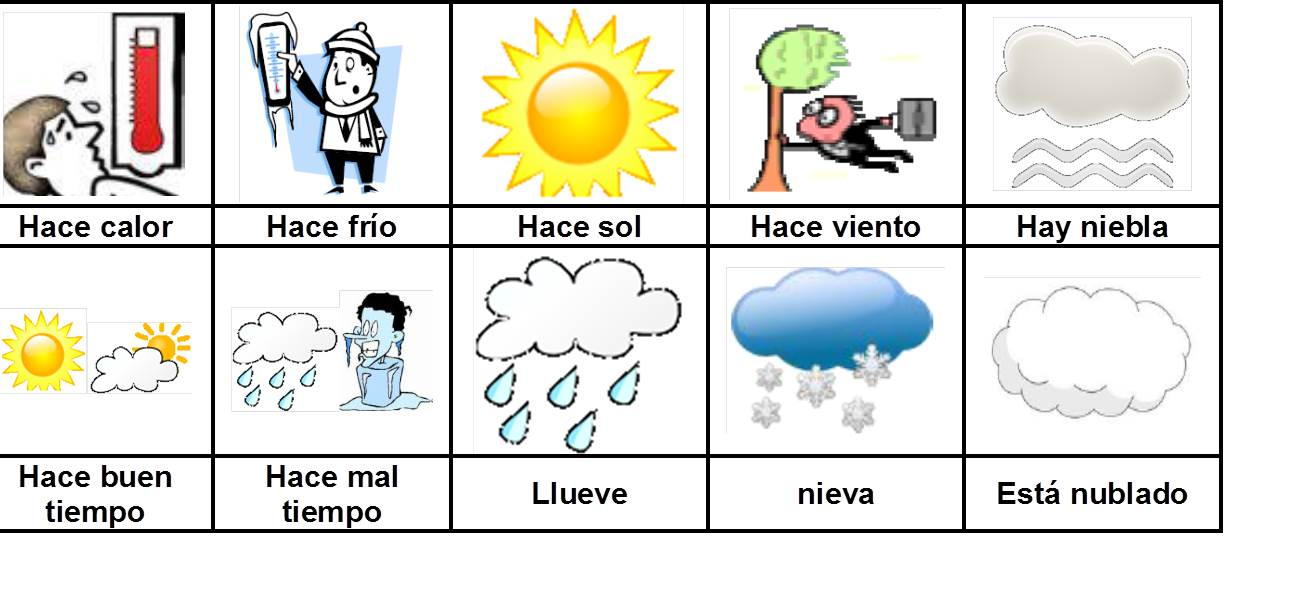 Hace calor
Hace frío
Hace sol
Hace viento
Hay niebla
Hace buen
tiempo
Hace mal
tiempo
Llueve
nieva
Está nublado